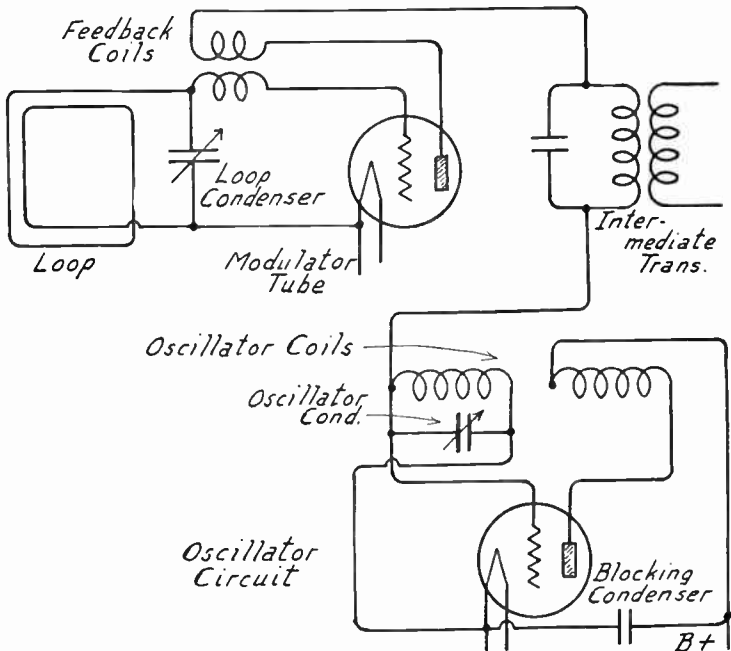 Feedback
Coils
Loop
Condenser
Loop
Modulator
Tube
Inter-
mediate
Trans.
Oscillator Coils
Oscillator
Cond.
Oscillator
Circuit
Blocking
Condenser
B+